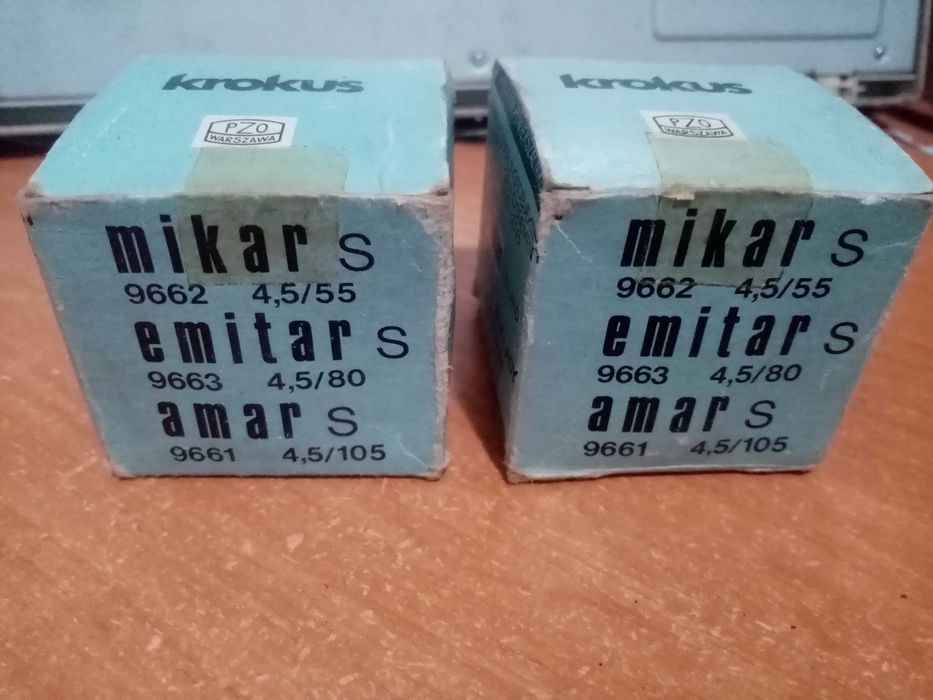 krokus
PZO
WARSZAWA
mikar S
9662 4,5/55
emitar S
9663 4,5/80
amar S
9661 4,5/105
krokus
PZO
WARSZAWA
mikar S
9662 4,5/55
emitar S
9663 4,5/80
amar S
9661 4,5/105